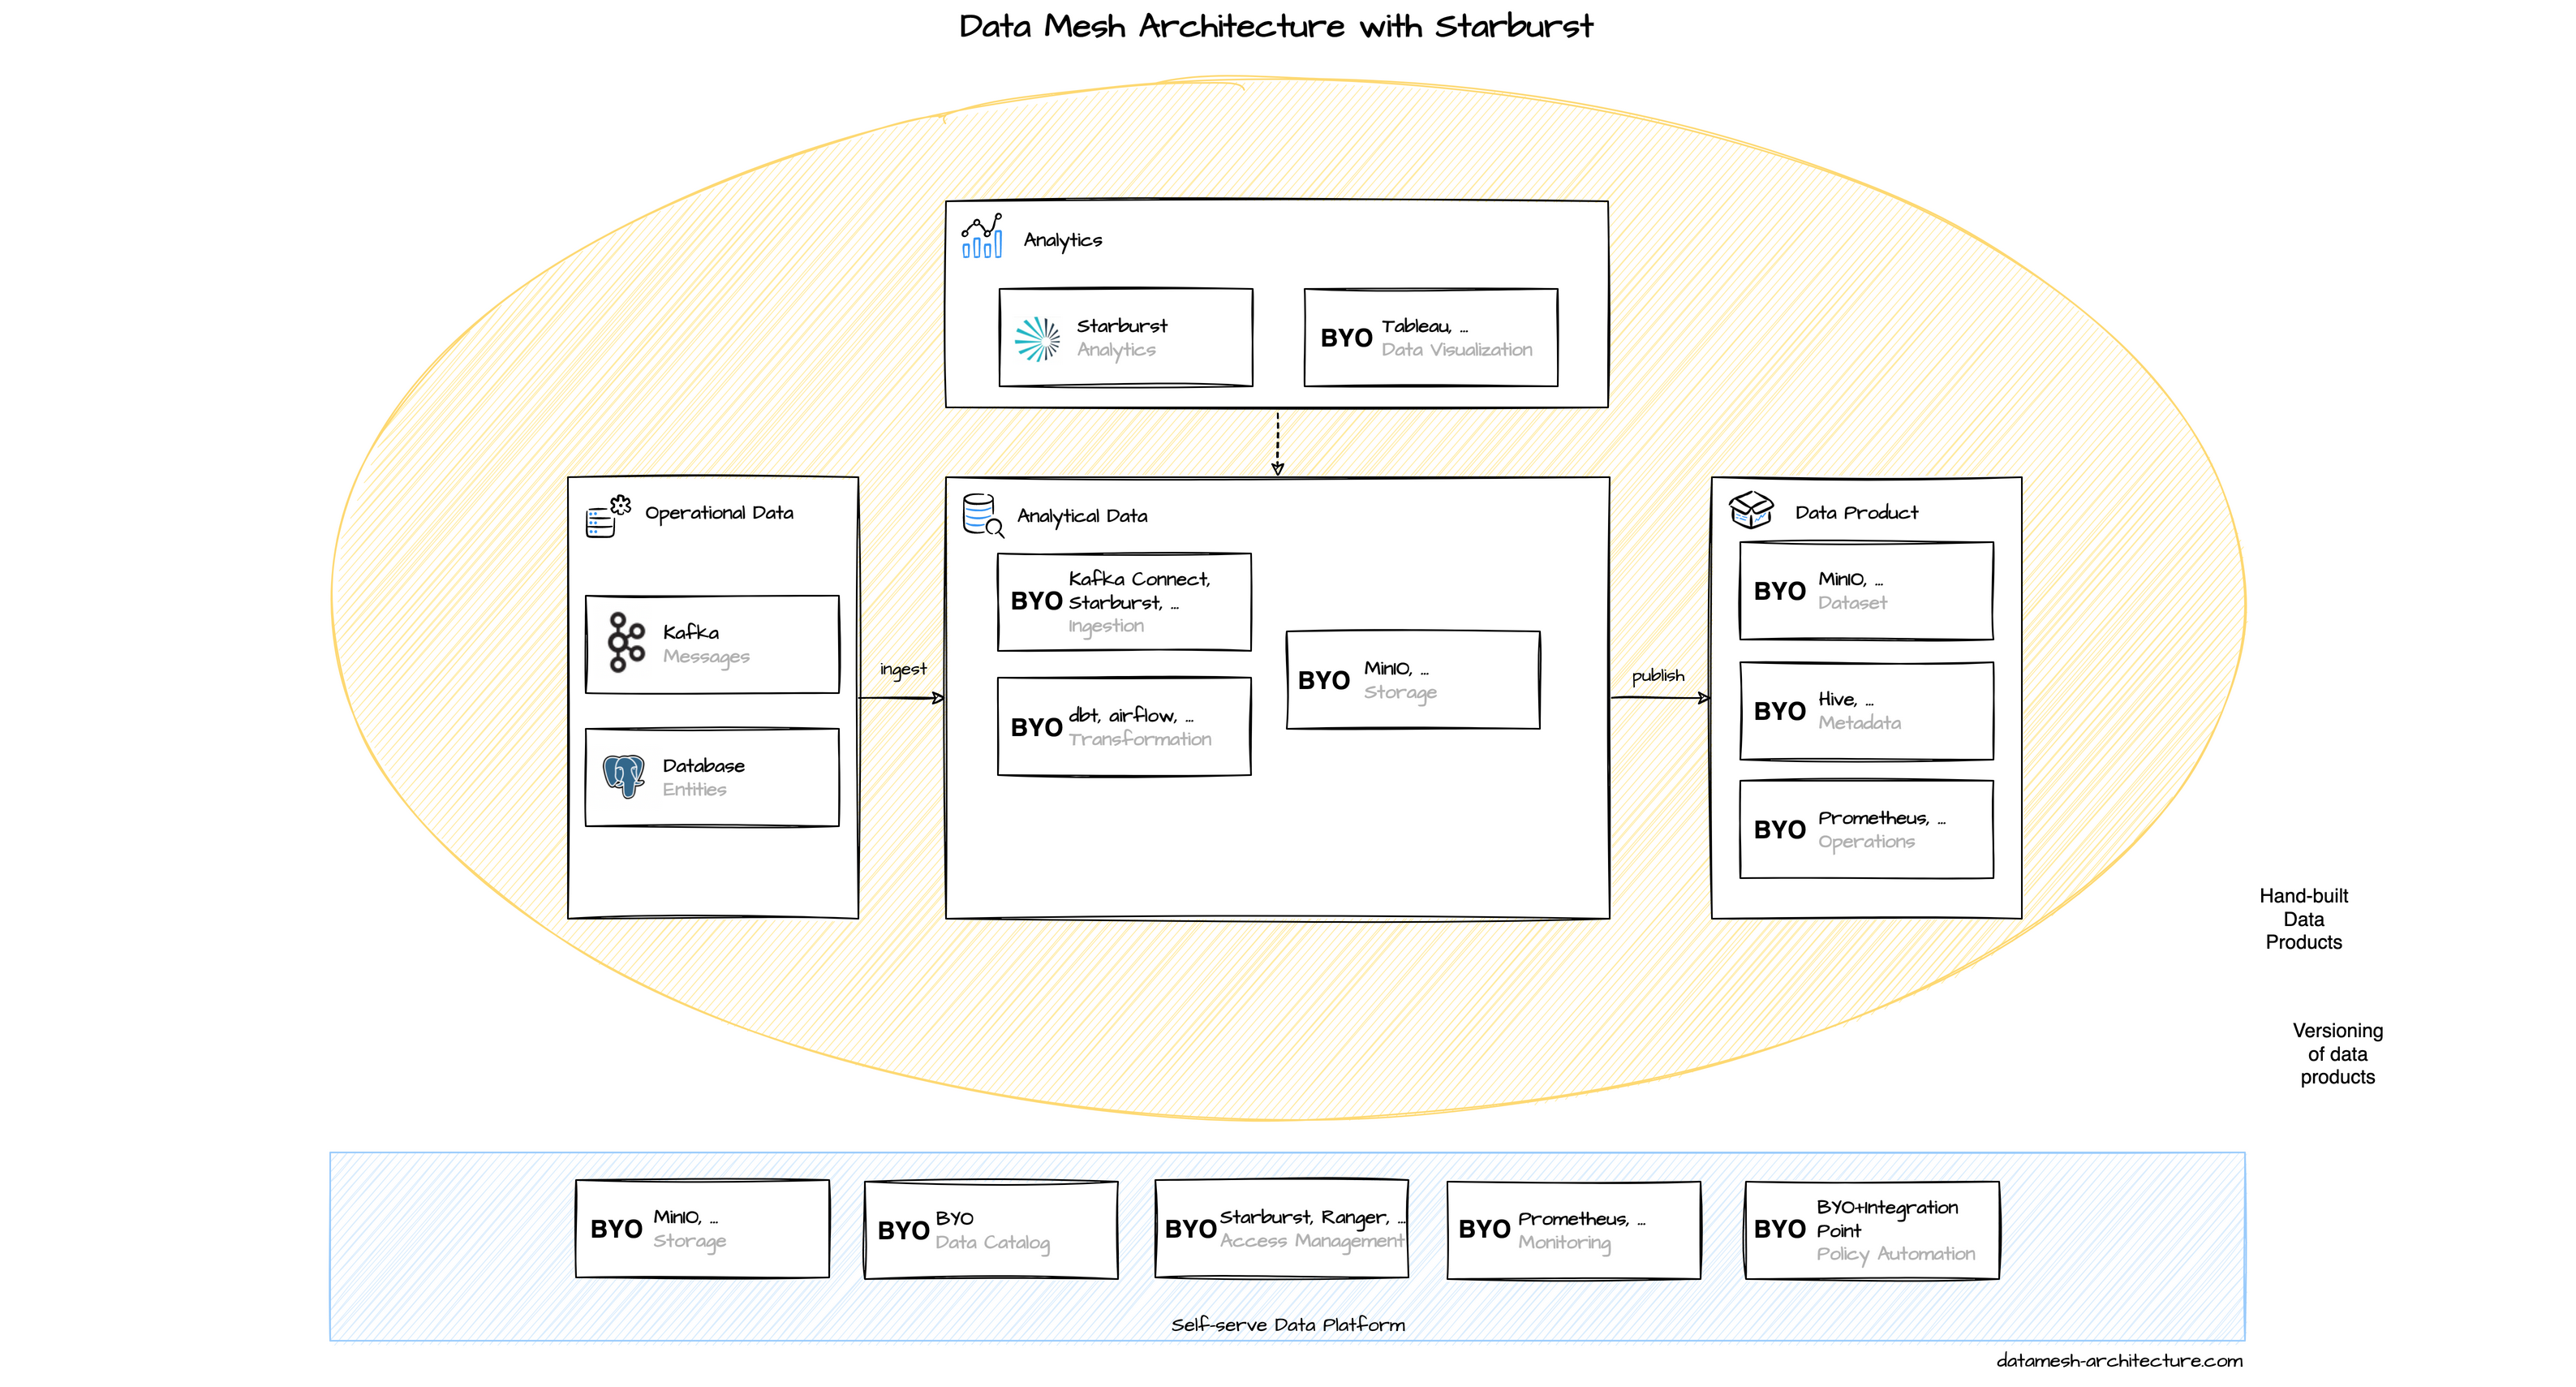 Data Mesh Architecture with Starburst
Analytics
Starburst
Analytics
BYO
Tableau, ...
Data Visualization
Operational Data
Kafka
Messages
Database
Entities
ingest
Analytical Data
BYO
Kafka Connect,
Starburst, ...
Ingestion
BYO
dbt, airflow, ...
Transformation
BYO
MinIO, ...
Storage
publish
Data Product
BYO
MinIO, ...
Dataset
BYO
Hive, ...
Metadata
BYO
Prometheus, ...
Operations
Hand-built
Data
Products
Versioning
of data
products
BYO
MinIO, ...
Storage
BYO
BYO
Data Catalog
BYO
Starburst, Ranger, ...
Access Management
BYO
Prometheus, ...
Monitoring
BYO
BYO+Integration
Point
Policy Automation
Self-serve Data Platform
datamesh-architecture.com